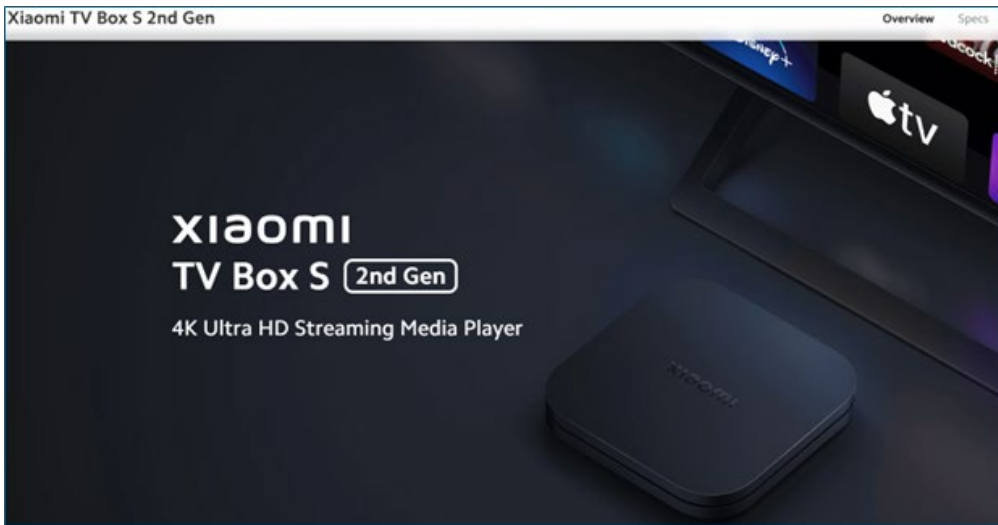 Xiaomi TV Box S 2nd Gen
Overview Specs
Disney+
tv
xiaomi
TV Box S 2nd Gen
4K Ultra HD Streaming Media Player
xiaomi